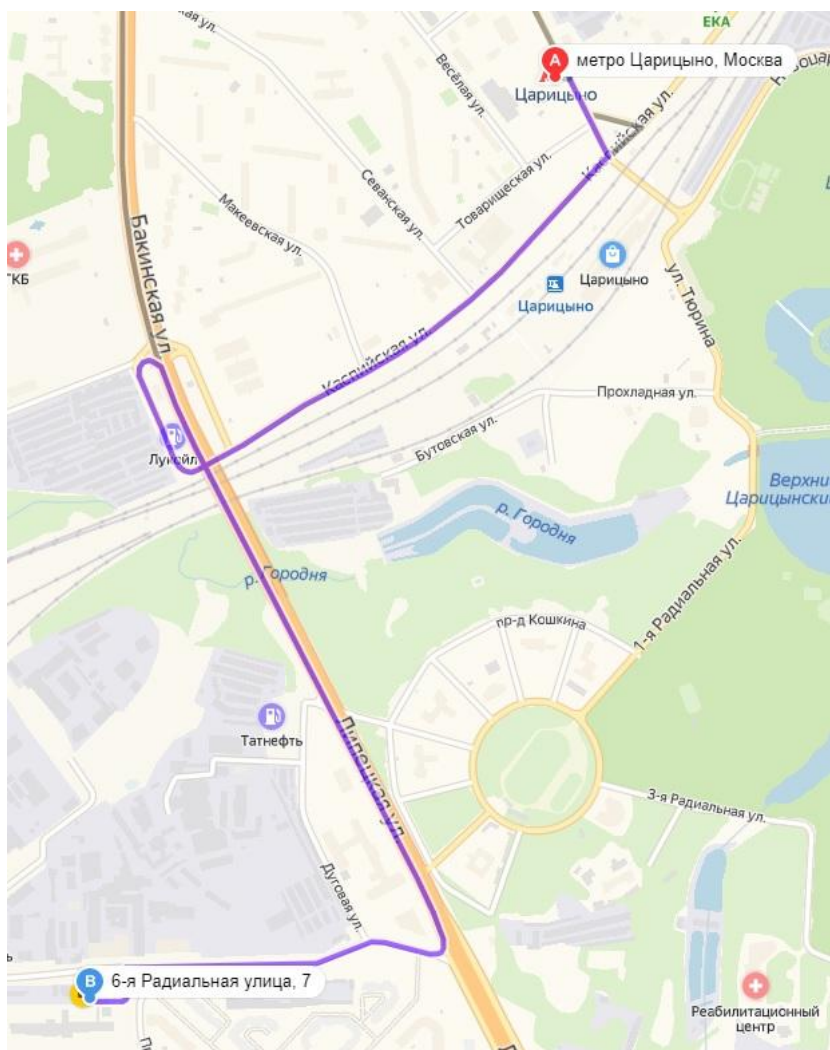 ЕКА
A метро Царицыно, Москва
Царицыно
Весёлая ул.
Каспийская ул.
Товарищеская ул.
Севанская ул.
Макеевская ул.
Бакинская ул
ГКБ
Царицыно
Царицыно
ул. Тюрина
Каспийская ул.
Прохладная ул.
Бутовская ул.
Лукойл
Верхни
Царицынски
р. Городня
р. Городня
1-я Радиальная ул.
пр-д Кошкина
Татнефть
Липецкая ул.
3-я Радиальная ул.
Дуговая ул.
B 6-я Радиальная улица, 7
Реабилитационный
центр